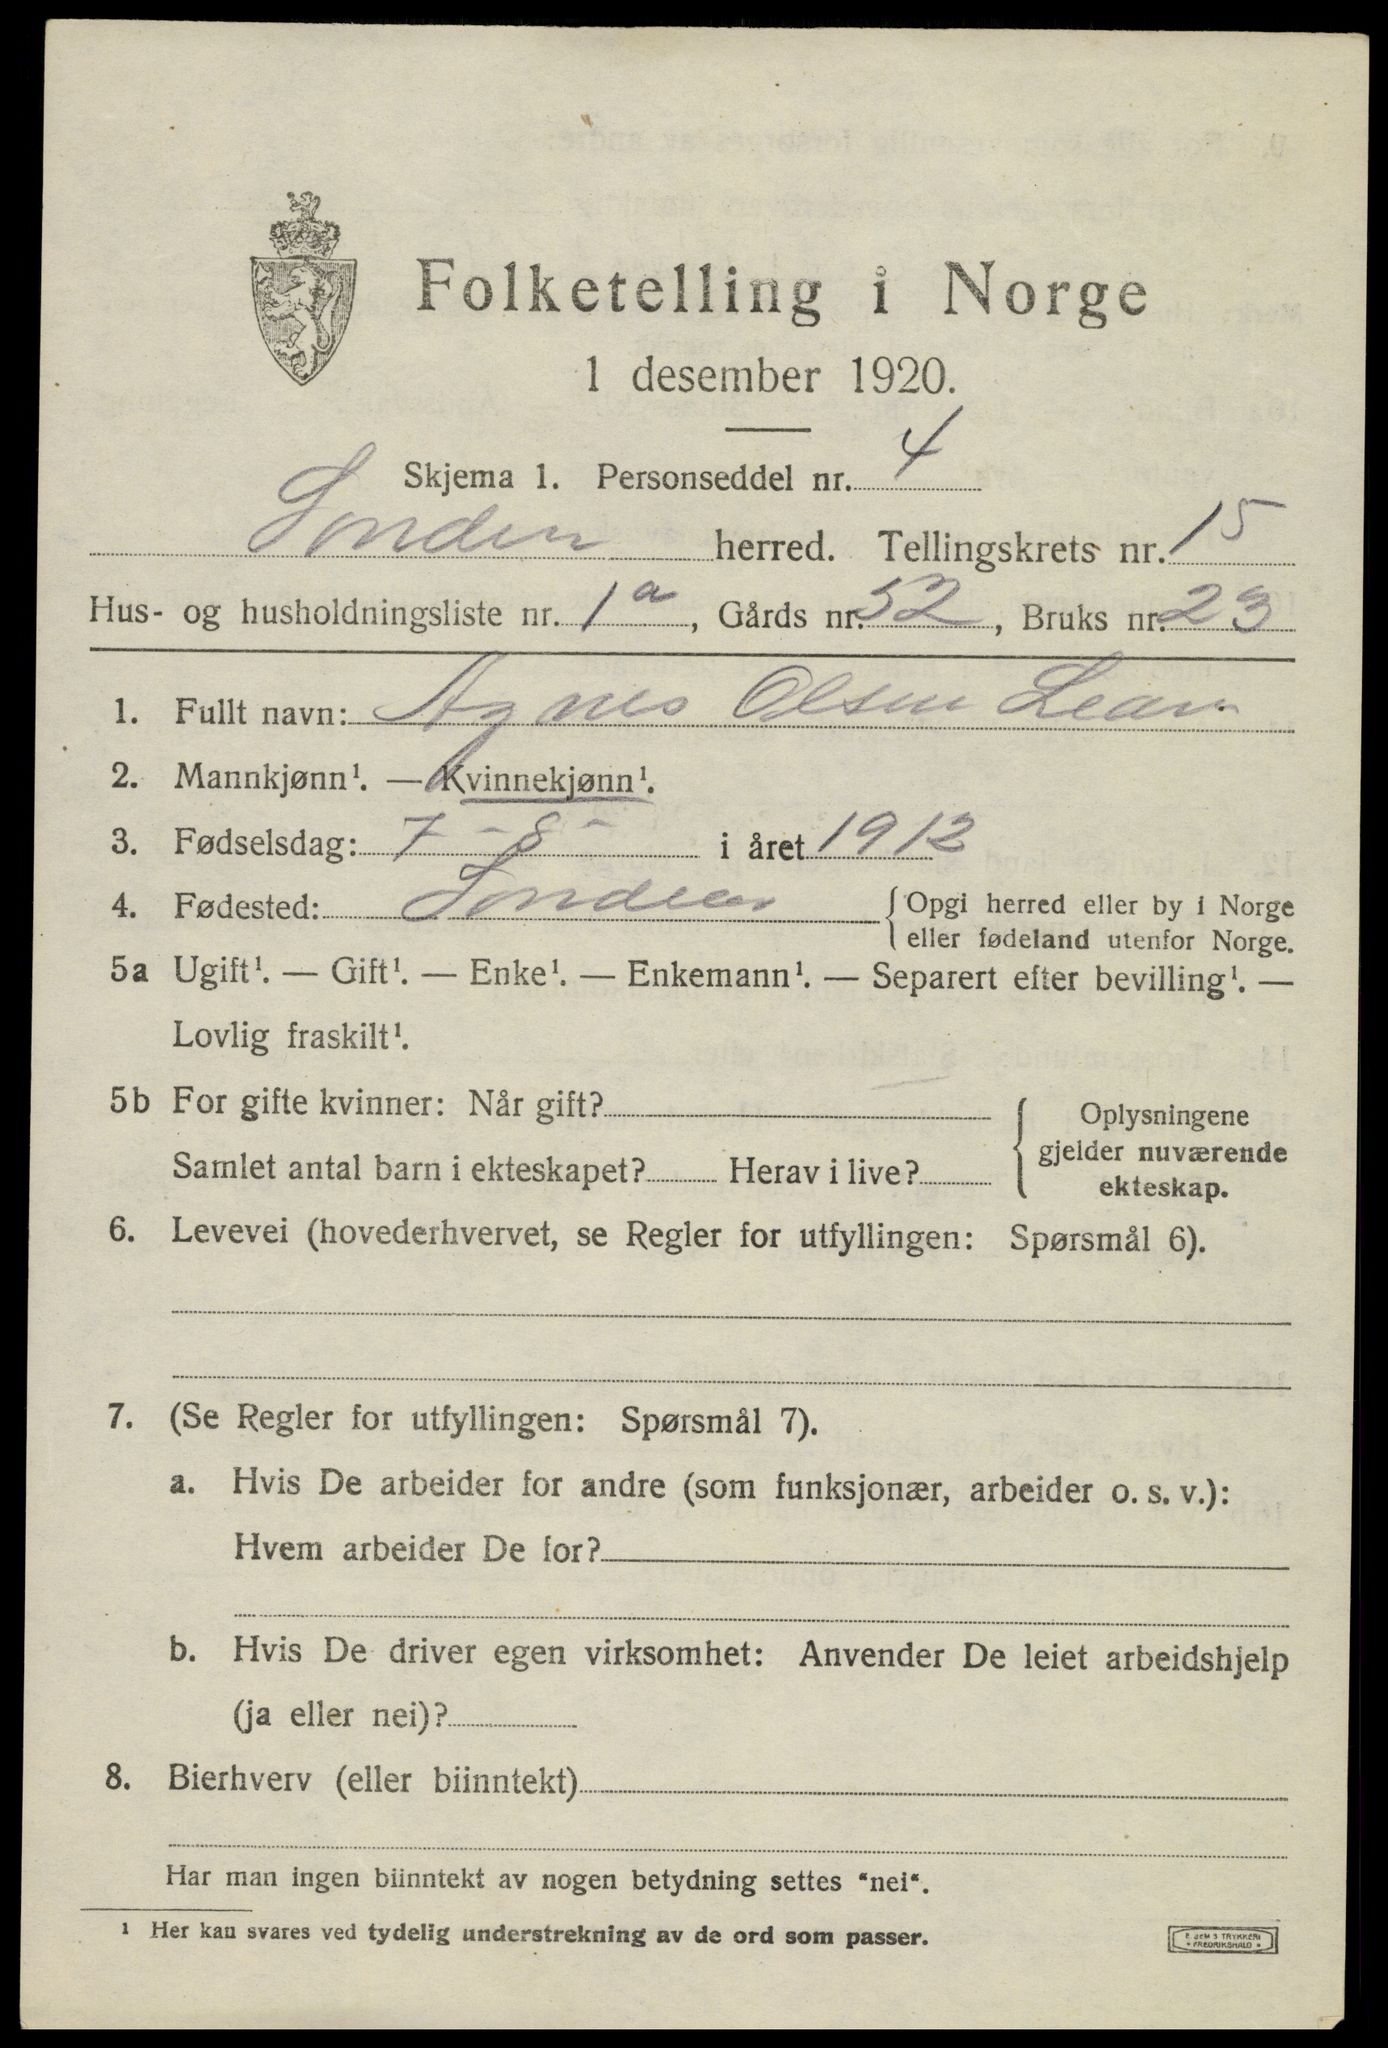 Folketelling i Norge
1 desember 1920.
Skjema 1. Personseddel nr. 4
herred. Tellingskrets nr. 15
Hus- og husholdningsliste nr. 1a, Gårds nr. 52, Bruks nr. 23
1. Fullt navn: Agnes Olsen
2. Mannkjønn¹. — Kvinnekjønn¹.
3. Fødselsdag: 7-8- i året 1912
4. Fødested: { Opgi herred eller by i Norge
eller fødeland utenfor Norge.
5a Ugift¹. — Gift¹. — Enke¹. — Enkemann¹. — Separert efter bevilling¹. —
Lovlig fraskilt¹.
5b For gifte kvinner: Når gift?
Samlet antal barn i ekteskapet? Herav i live?
{ Oplysningene
gjelder nuværende
ekteskap.
6. Levevei (hovederhvervet, se Regler for utfyllingen: Spørsmål 6).
7. (Se Regler for utfyllingen: Spørsmål 7).
a. Hvis De arbeider for andre (som funksjonær, arbeider o. s. v.):
Hvem arbeider De for?
b. Hvis De driver egen virksomhet: Anvender De leiet arbeidshjelp
(ja eller nei)?
8. Bierhverv (eller biinntekt)
Har man ingen biinntekt av nogen betydning settes "nei".
¹ Her kan svares ved tydelig understrekning av de ord som passer.
TRYKKERI
FREDRIKSHALD